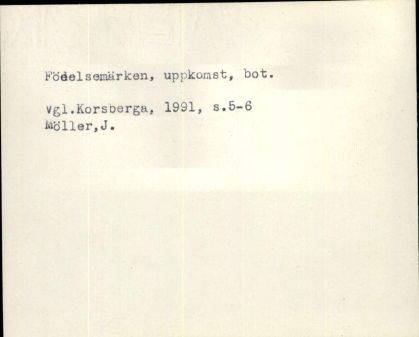 Födelsemärken, uppkomst, bot.
vgl.Korsberga, 1991, s.5-6
Möller,J.